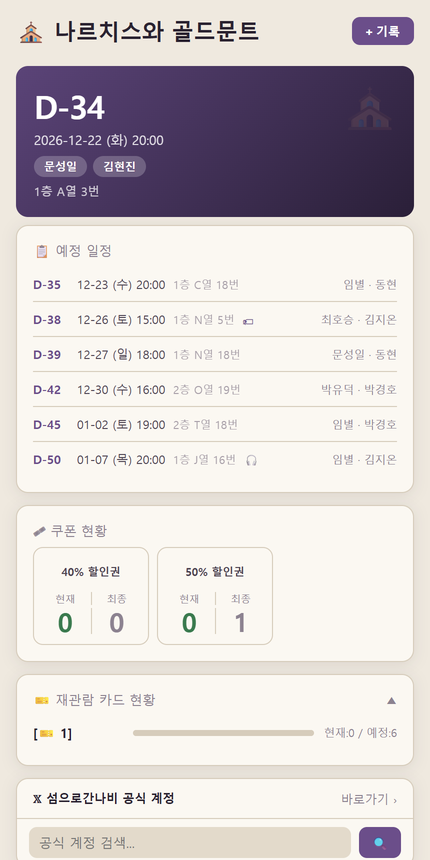 나르치스와 골드문트
+ 기록
D-34
2026-12-22 (화) 20:00
문성일 김현진
1층 A열 3번
예정 일정
D-35 12-23 (수) 20:00 1층 C열 18번 임별 · 동현
D-38 12-26 (토) 15:00 1층 N열 5번 최호승 · 김지온
D-39 12-27 (일) 18:00 1층 N열 18번 문성일 · 동현
D-42 12-30 (수) 16:00 2층 O열 19번 박유덕 · 박경호
D-45 01-02 (토) 19:00 2층 T열 18번 임별 · 박경호
D-50 01-07 (목) 20:00 1층 J열 16번 임별 · 김지온
쿠폰 현황
40% 할인권 50% 할인권
현재 최종 현재 최종
0 0 0 1
재관람 카드 현황 ▲
[🎫 1] 현재:0 / 예정:6
𝕏 섬으로간나비 공식 계정 바로가기 ›
공식 계정 검색...